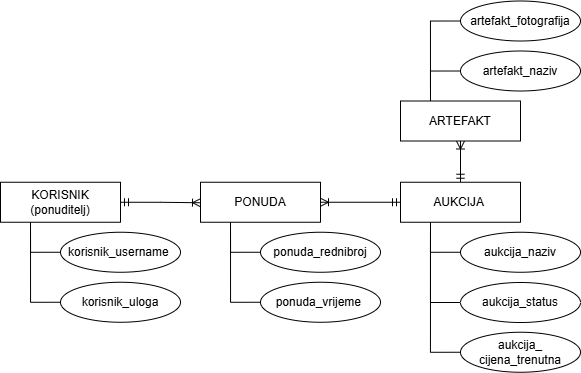 artefakt_fotografija
artefakt_naziv
ARTEFAKT
KORISNIK
(ponuditelj)
PONUDA
AUKCIJA
korisnik_username
ponuda_rednibroj
aukcija_naziv
korisnik_uloga
ponuda_vrijeme
aukcija_status
aukcija_
cijena_trenutna